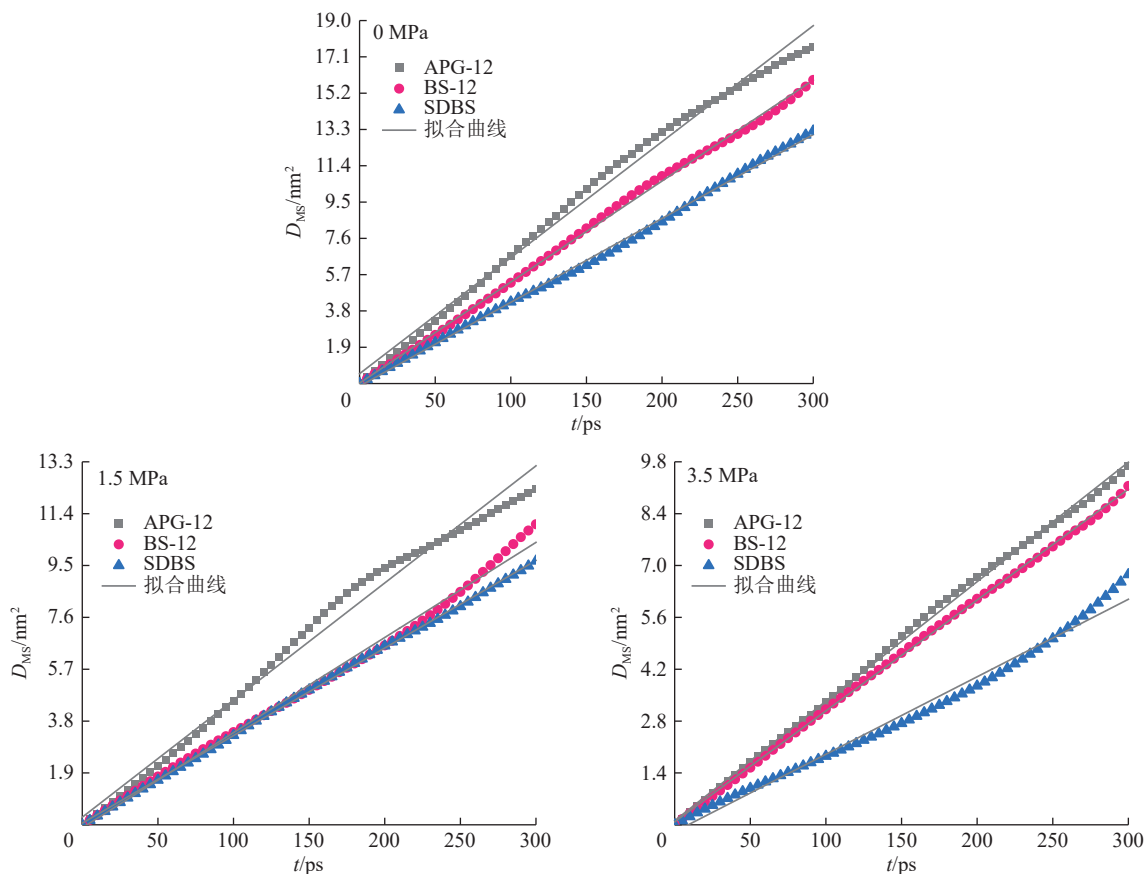 0 MPa
APG-12
BS-12
SDBS
拟合曲线
D_MS/nm²
19.0
17.1
15.2
13.3
11.4
9.5
7.6
5.7
3.8
1.9
0 50 100 150 200 250 300
t/ps
1.5 MPa
APG-12
BS-12
SDBS
拟合曲线
D_MS/nm²
13.3
11.4
9.5
7.6
5.7
3.8
1.9
0 50 100 150 200 250 300
t/ps
3.5 MPa
APG-12
BS-12
SDBS
拟合曲线
D_MS/nm²
9.8
8.4
7.0
5.6
4.2
2.8
1.4
0 50 100 150 200 250 300
t/ps